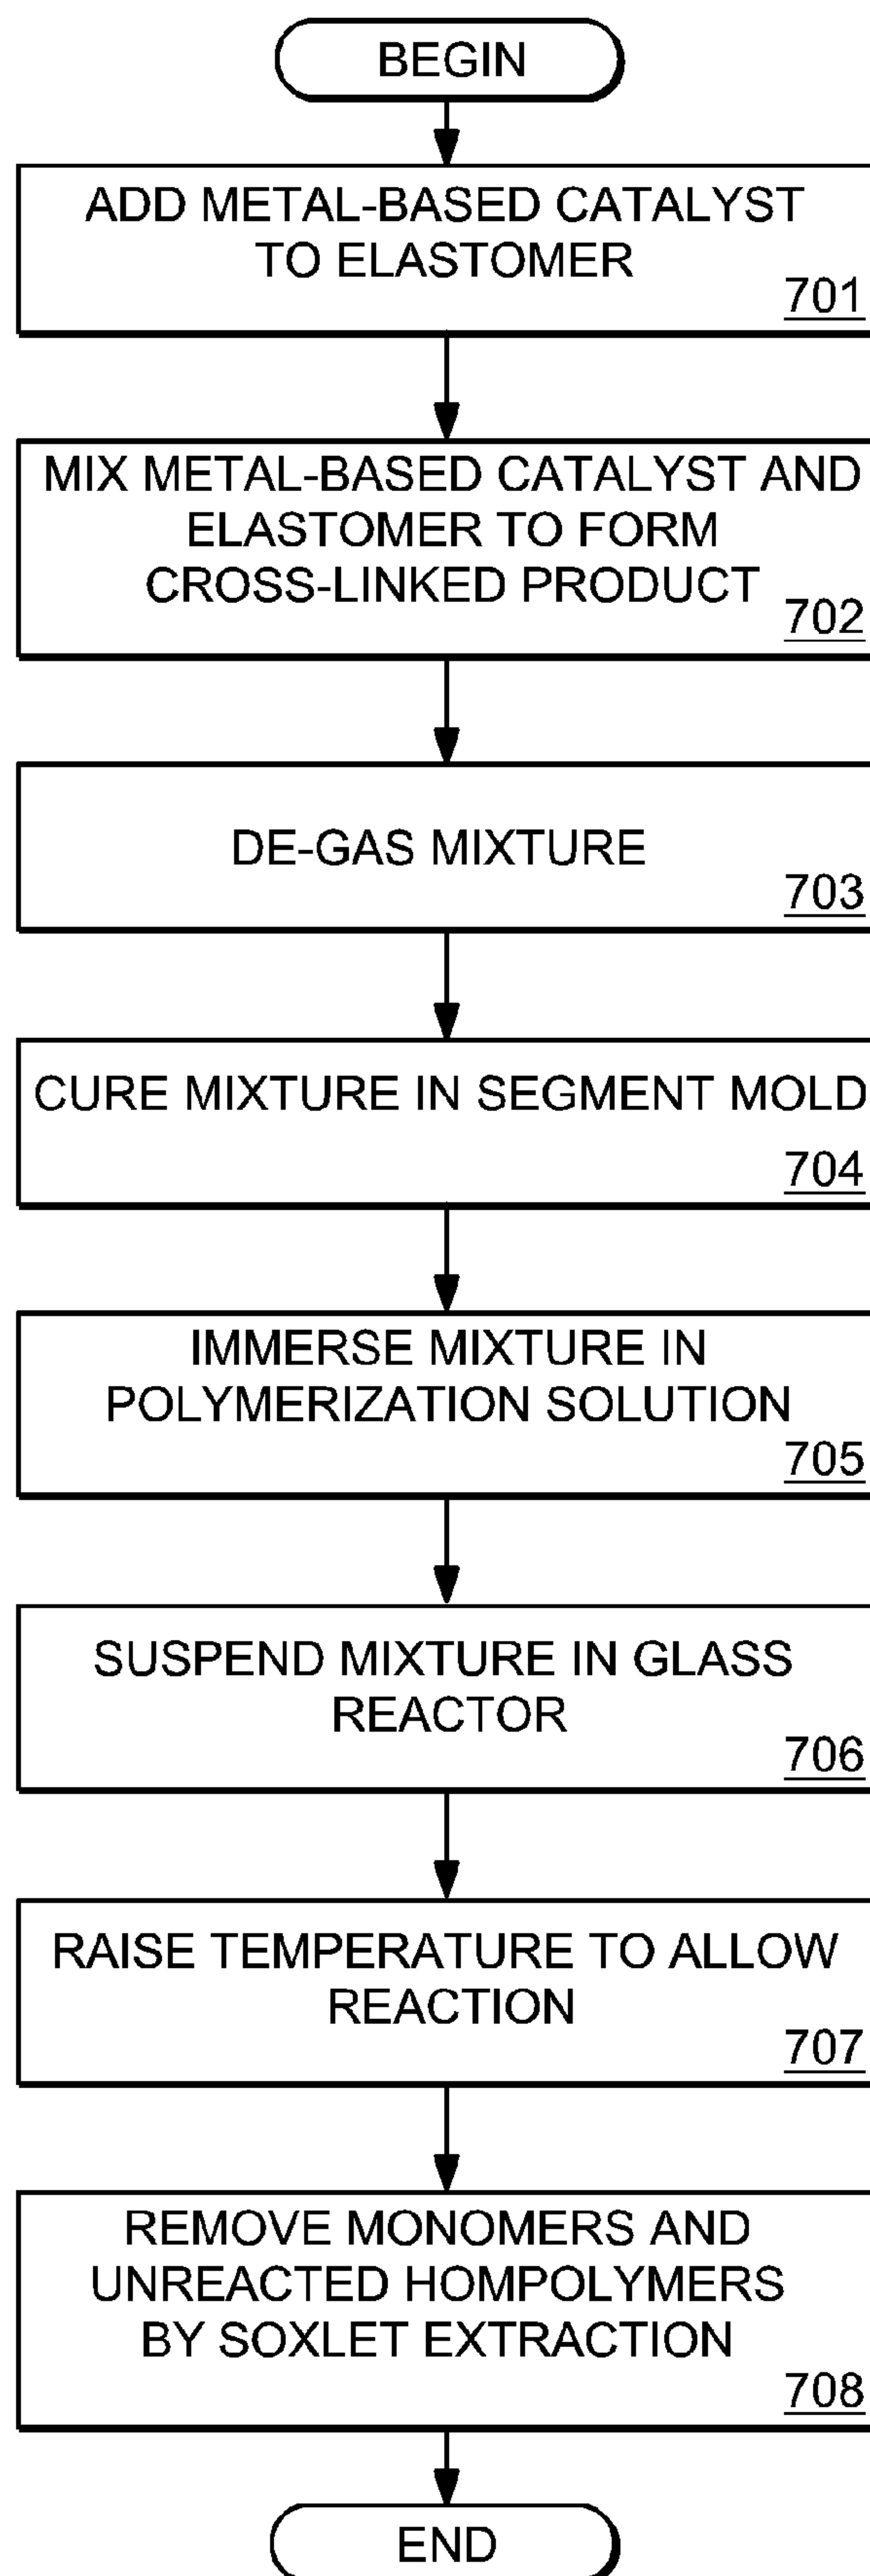 BEGIN
ADD METAL-BASED CATALYST
TO ELASTOMER
701
MIX METAL-BASED CATALYST AND
ELASTOMER TO FORM
CROSS-LINKED PRODUCT
702
DE-GAS MIXTURE
703
CURE MIXTURE IN SEGMENT MOLD
704
IMMERSE MIXTURE IN
POLYMERIZATION SOLUTION
705
SUSPEND MIXTURE IN GLASS
REACTOR
706
RAISE TEMPERATURE TO ALLOW
REACTION
707
REMOVE MONOMERS AND
UNREACTED HOMPOLYMERS
BY SOXLET EXTRACTION
708
END